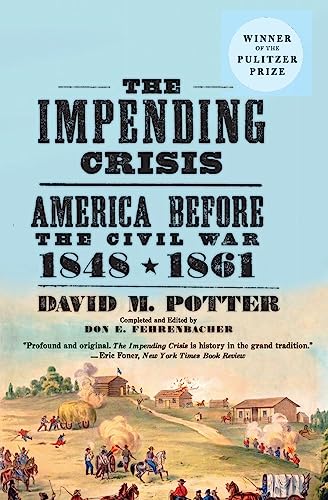 WINNER
OF THE
PULITZER
PRIZE
THE
IMPENDING
CRISIS
AMERICA BEFORE
THE CIVIL WAR
1848 ★ 1861
DAVID M. POTTER
Completed and Edited by
DON E. FEHRENBACHER
"Profound and original. The Impending Crisis is history in the grand tradition."
—Eric Foner, New York Times Book Review